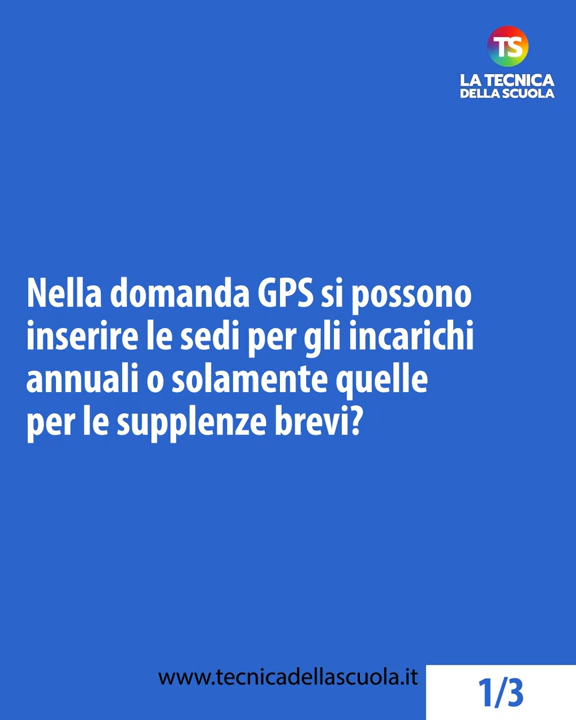 TS
LA TECNICA
DELLA SCUOLA
Nella domanda GPS si possono
inserire le sedi per gli incarichi
annuali o solamente quelle
per le supplenze brevi?
www.tecnicadellascuola.it
1/3